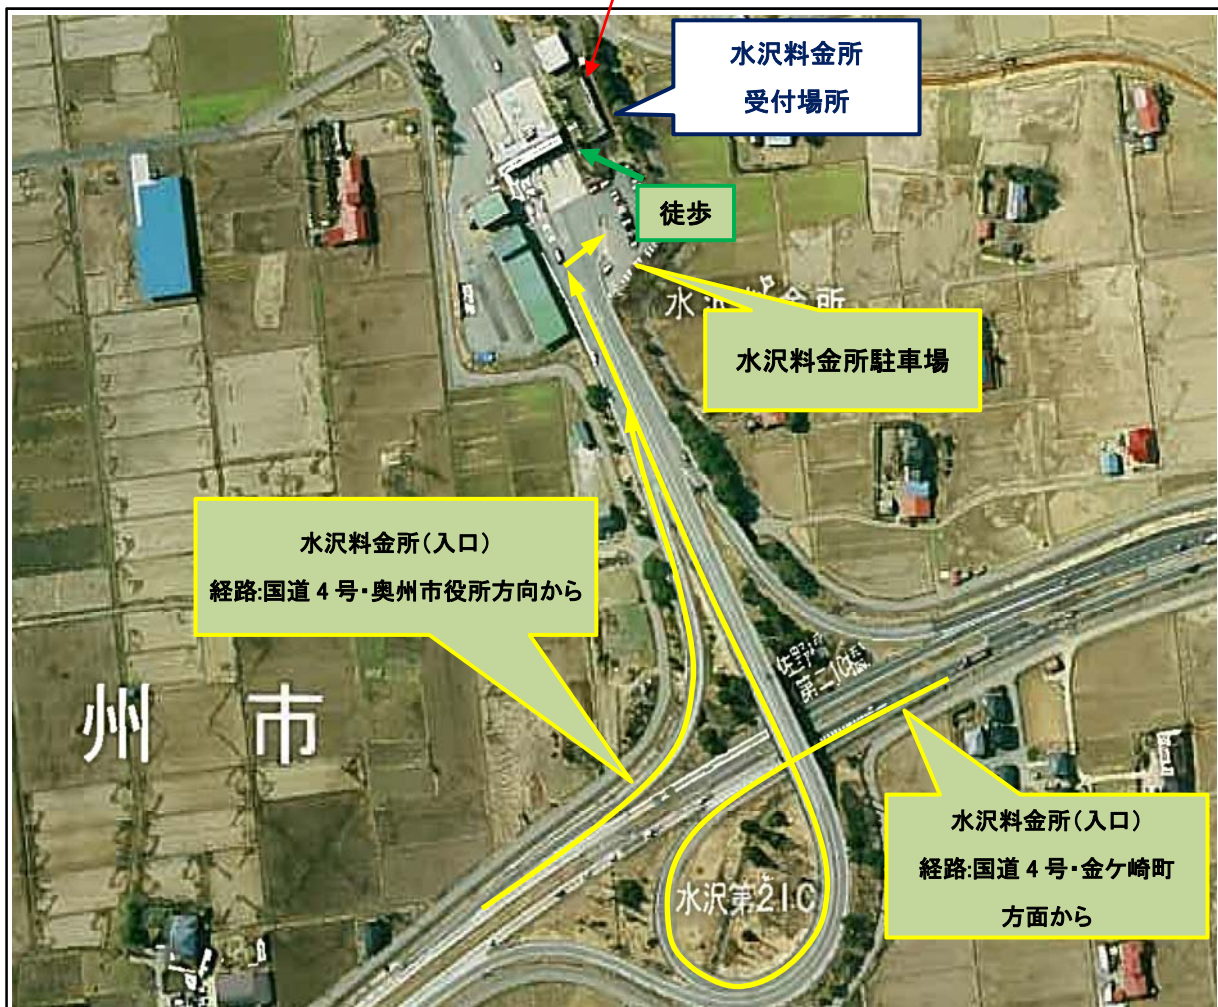 水沢料金所
受付場所
徒歩
水沢料金所駐車場
水沢料金所(入口)
経路:国道4号・奥州市役所方向から
州 市
水沢第2IC
水沢料金所(入口)
経路:国道4号・金ケ崎町
方面から